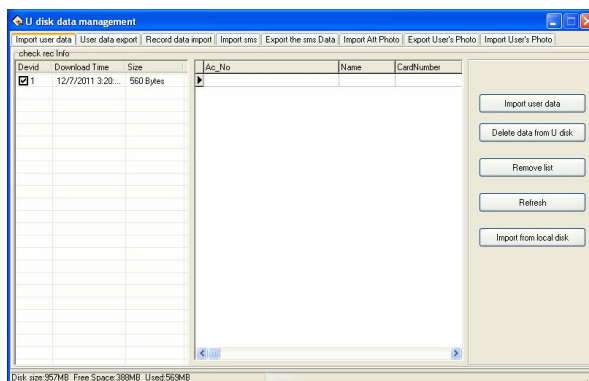 U disk data management
Import user data User data export Record data import Import sms Export the sms Data Import Att Photo Export User's Photo Import User's Photo
check rec Info
Devid Download Time Size Ac_No Name CardNumber
1 12/7/2011 3:20:... 560 Bytes
Import user data
Delete data from U disk
Remove list
Refresh
Import from local disk
Disk size:957MB Free Space:388MB Used:569MB